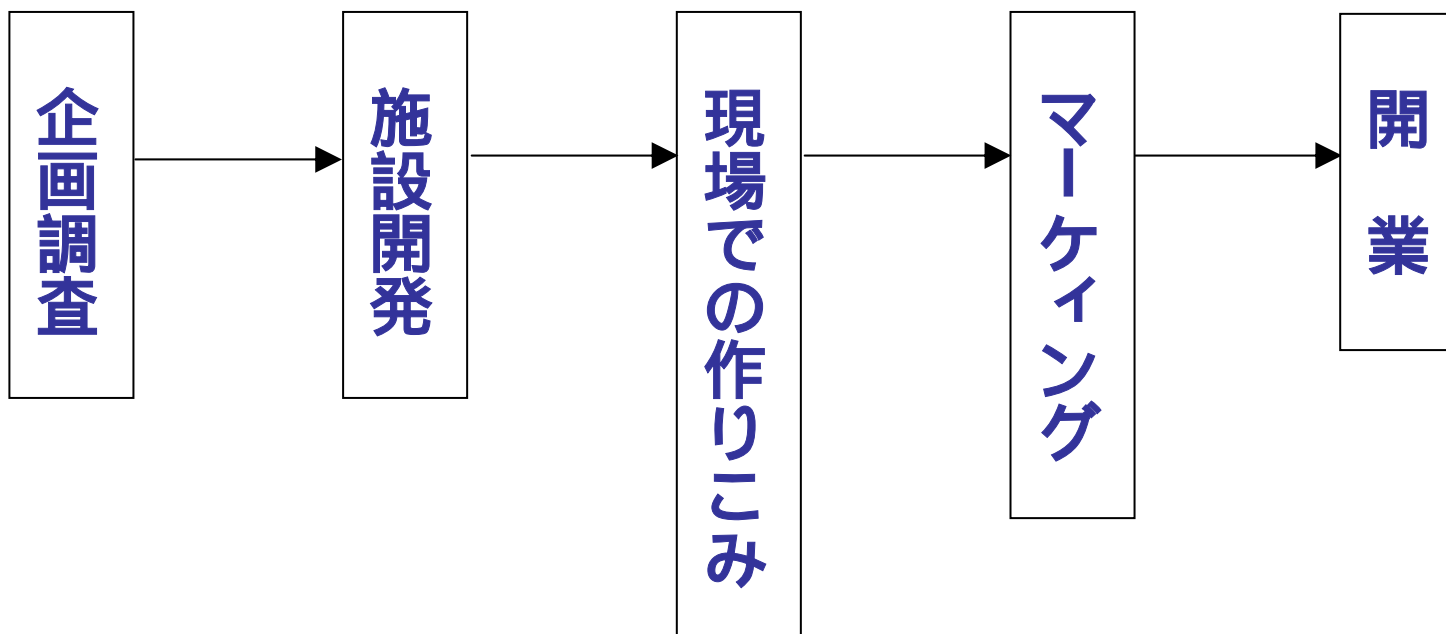 企画調査
施設開発
現場での作りこみ
マーケィング
開業